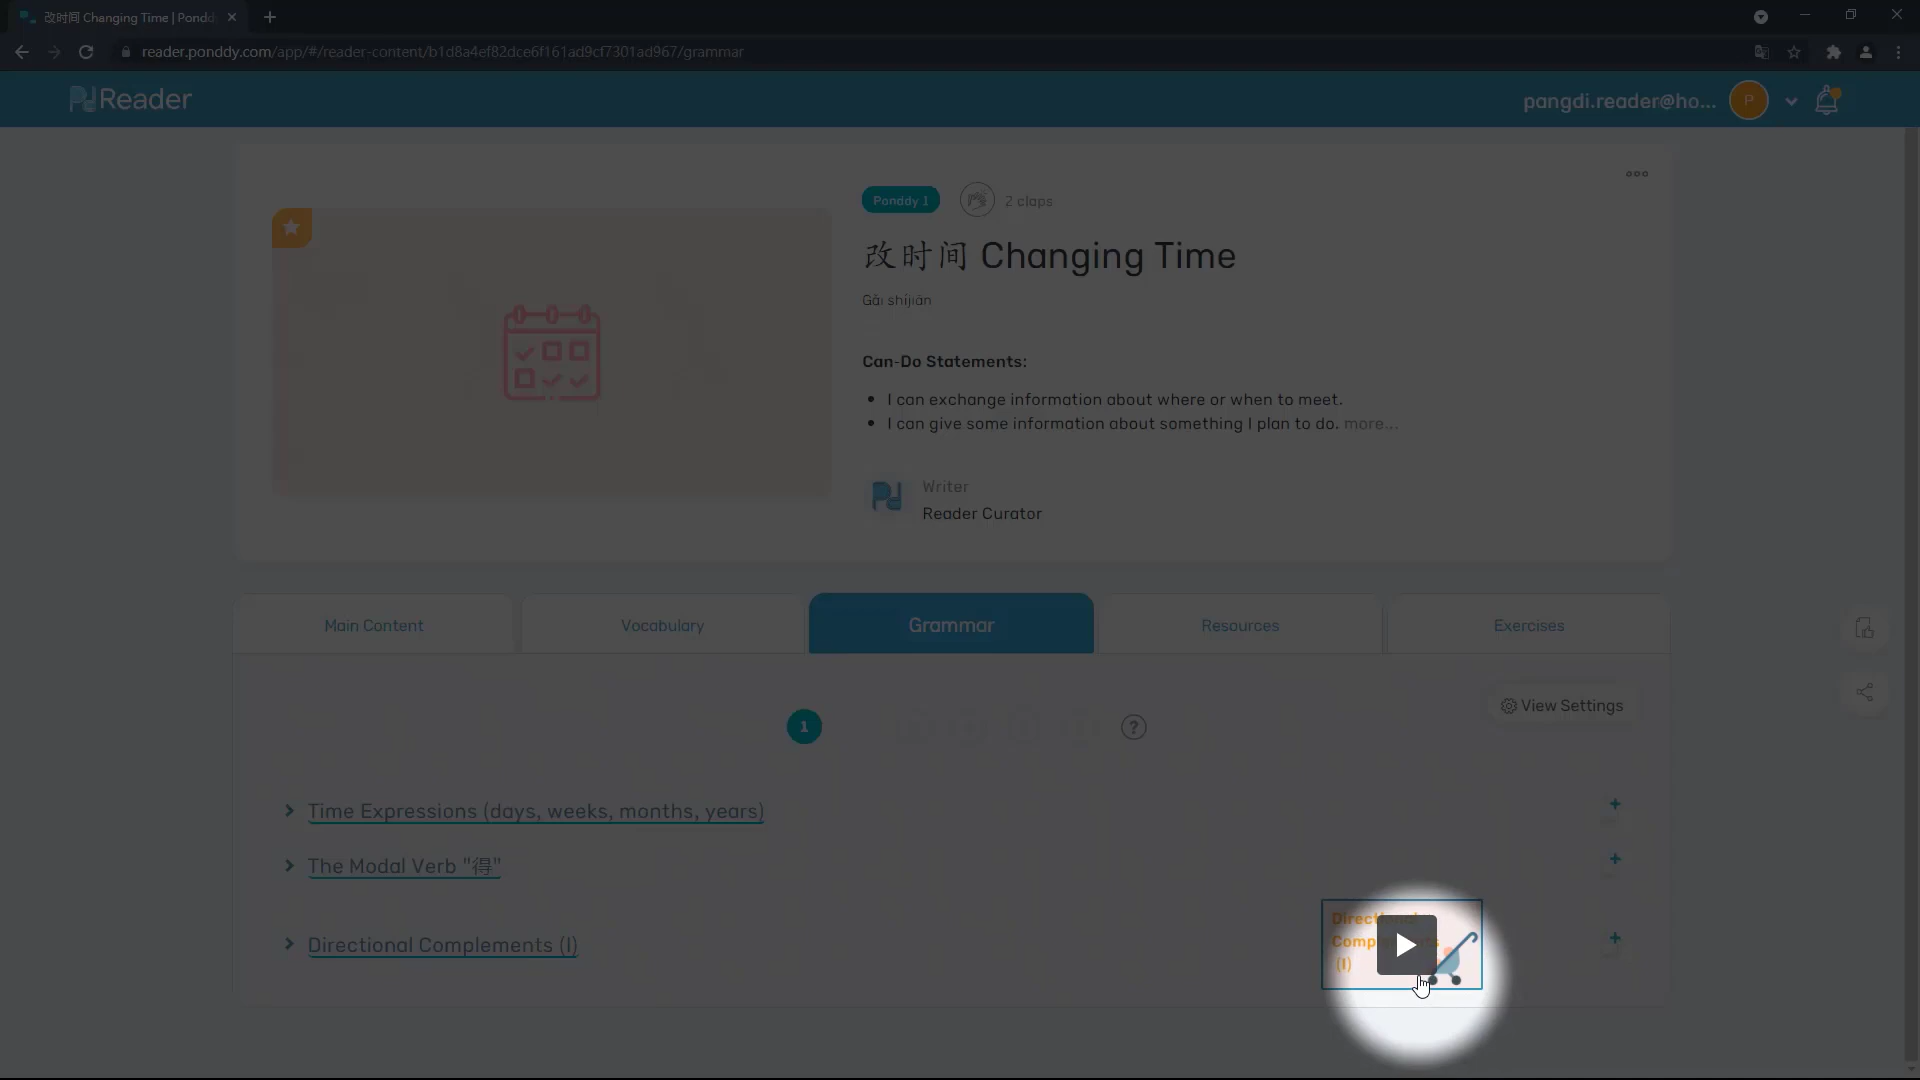 改时间 Changing Time | Pondd
reader.ponddy.com/app/#/reader-content/b1d8a4ef82dce6f161ad9cf7301ad967/grammar
Reader
pangdi.reader@ho...
P
Ponddy 1
2 claps
改时间 Changing Time
Gǎi shíjiān
Can-Do Statements:
I can exchange information about where or when to meet.
I can give some information about something I plan to do. more...
Writer
Reader Curator
Main Content
Vocabulary
Grammar
Resources
Exercises
View Settings
1
?
Time Expressions (days, weeks, months, years)
The Modal Verb "得"
Directional Complements (I)
(I)